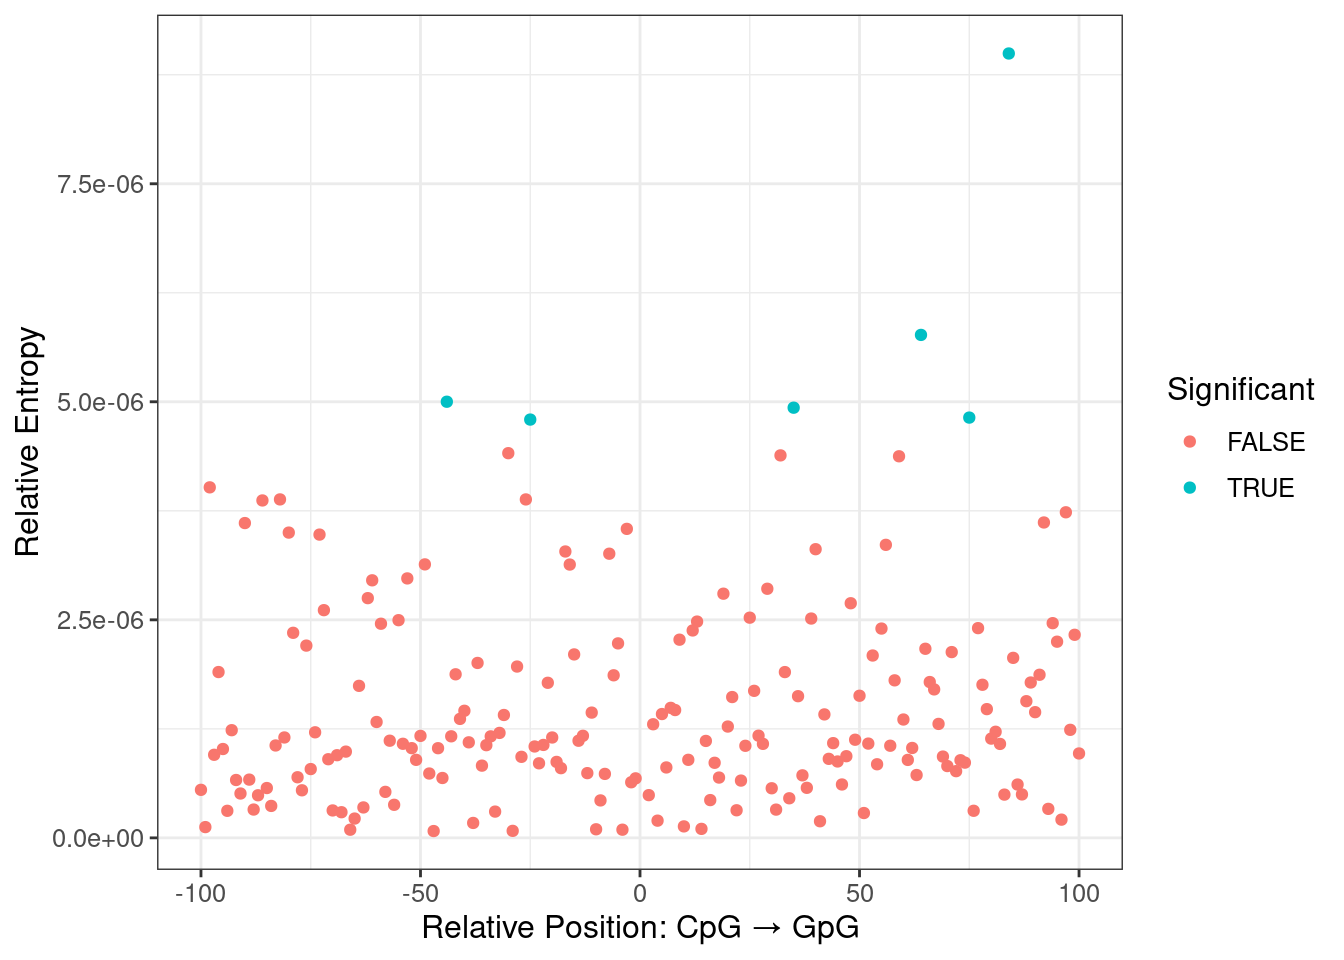 7.5e-06
5.0e-06
2.5e-06
0.0e+00
Relative Entropy
-100 -50 0 50 100
Relative Position: CpG → GpG
Significant
FALSE
TRUE